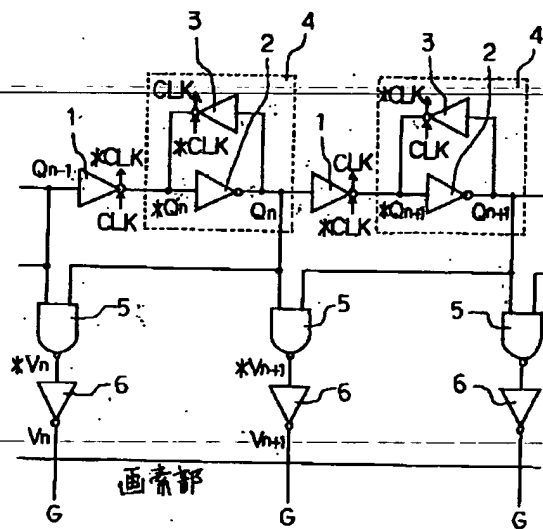 3 2 4 3 2 4
CLK *CLK
1 *CLK *CLK 1 CLK CLK
Qn-1 Qn Qn+1
CLK *Qn *CLK *Qn+1
5 5 5
*Vn *Vn+1
6 6 6
Vn Vn+1
画素部
G G G